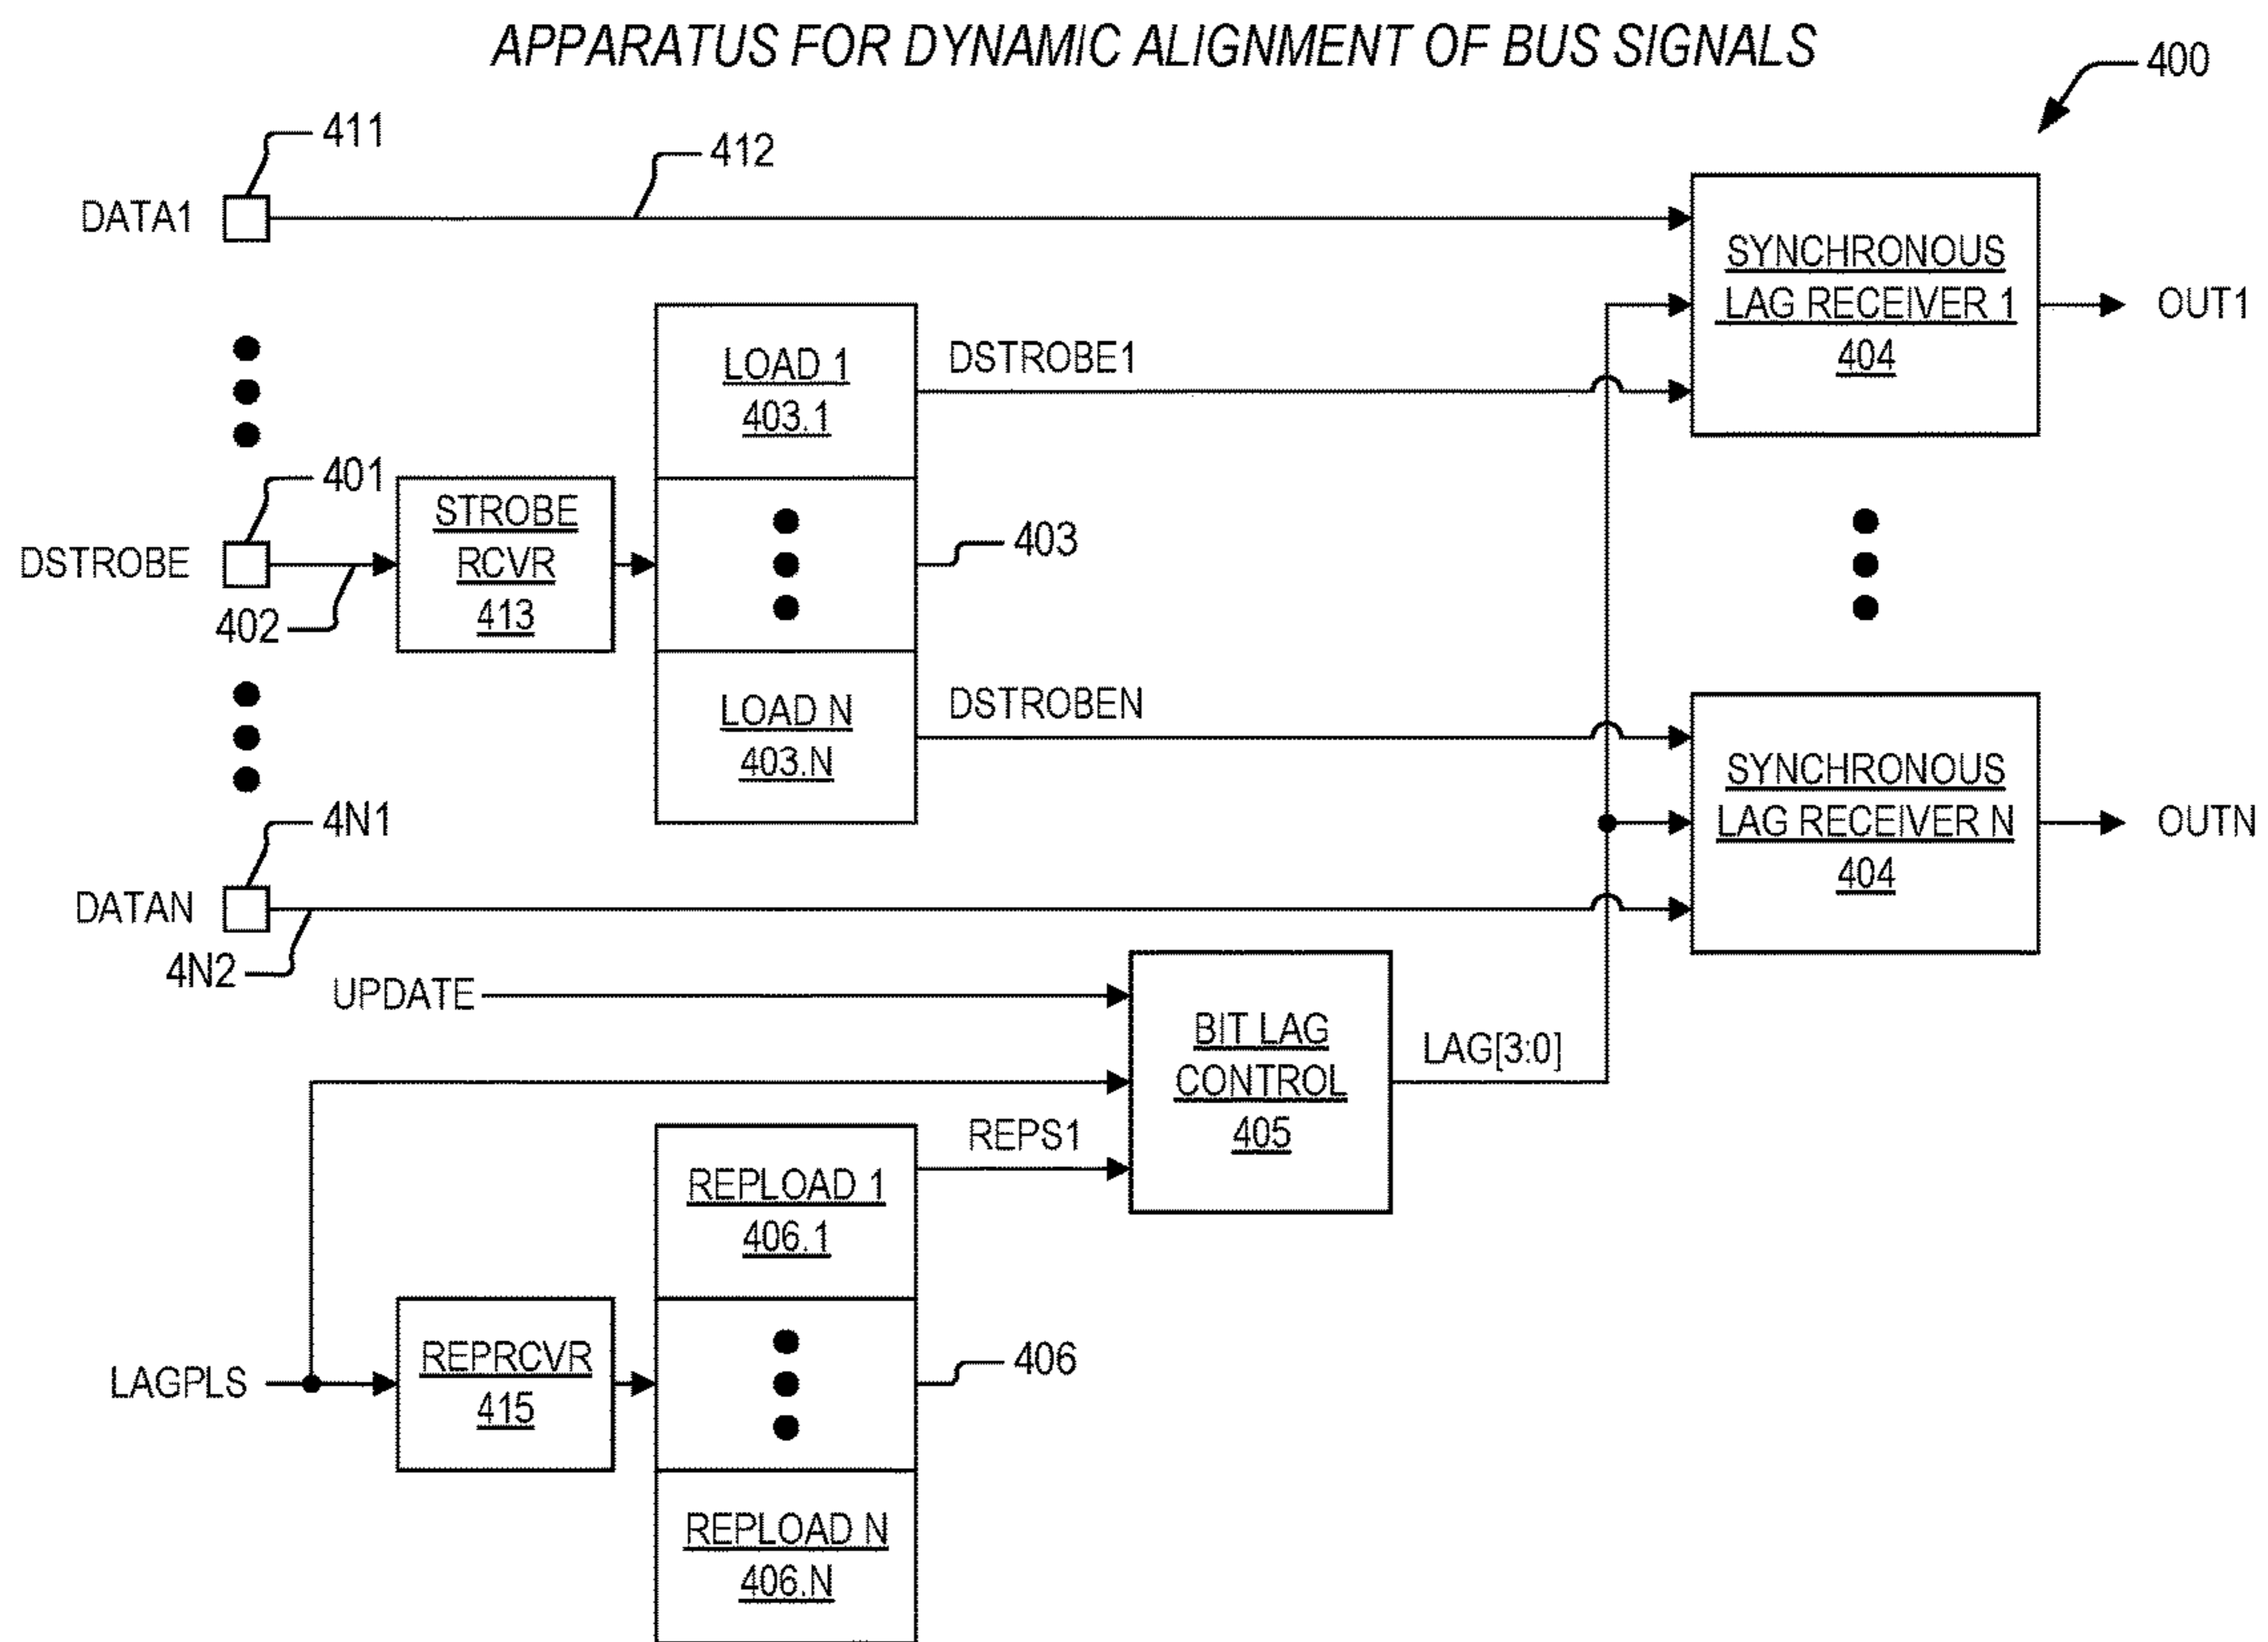 APPARATUS FOR DYNAMIC ALIGNMENT OF BUS SIGNALS
400
411
412
DATA1
SYNCHRONOUS
LAG RECEIVER 1
404
OUT1
LOAD 1
403.1
DSTROBE1
401
DSTROBE
402
STROBE
RCVR
413
403
LOAD N
403.N
DSTROBEN
SYNCHRONOUS
LAG RECEIVER N
404
OUTN
4N1
DATAN
4N2
UPDATE
BIT LAG
CONTROL
405
LAG[3:0]
REPS1
REPLOAD 1
406.1
LAGPLS
REPRCVR
415
406
REPLOAD N
406.N